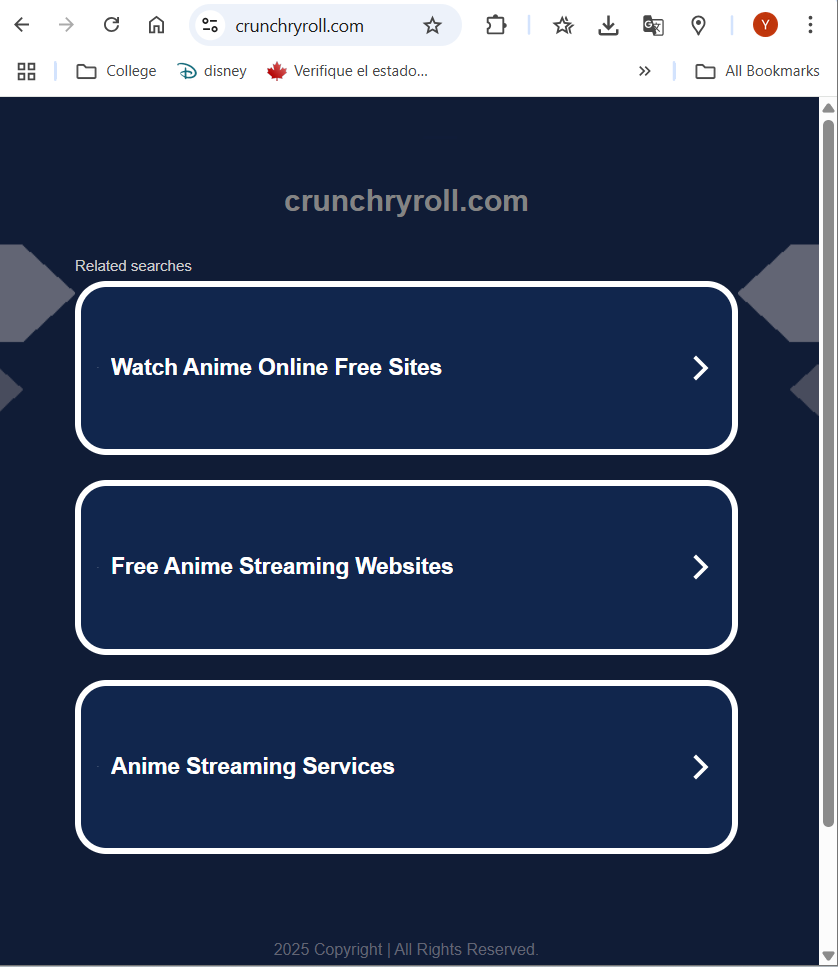 crunchryroll.com
College
disney
Verifique el estado...
All Bookmarks
Y
crunchryroll.com
Related searches
Watch Anime Online Free Sites
Free Anime Streaming Websites
Anime Streaming Services
2025 Copyright | All Rights Reserved.